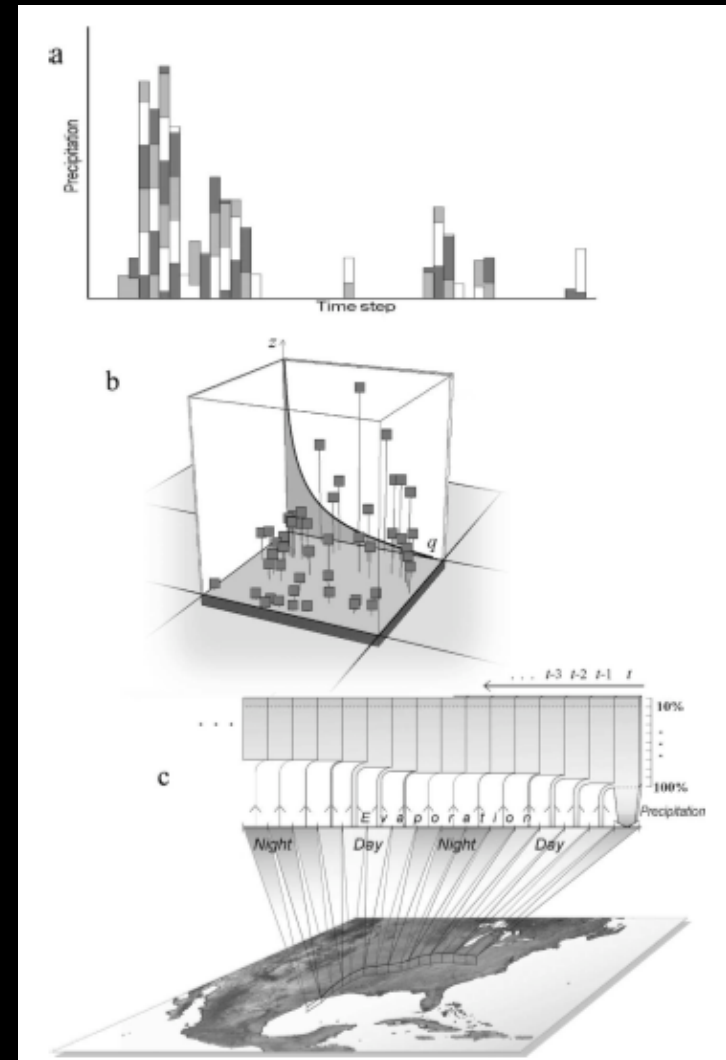 a
Precipitation
Time step
z
b
q
. . . t-3 t-2 t-1 t
10%
. . .
c
100%
Evaporation
Precipitation
Night Day Night Day